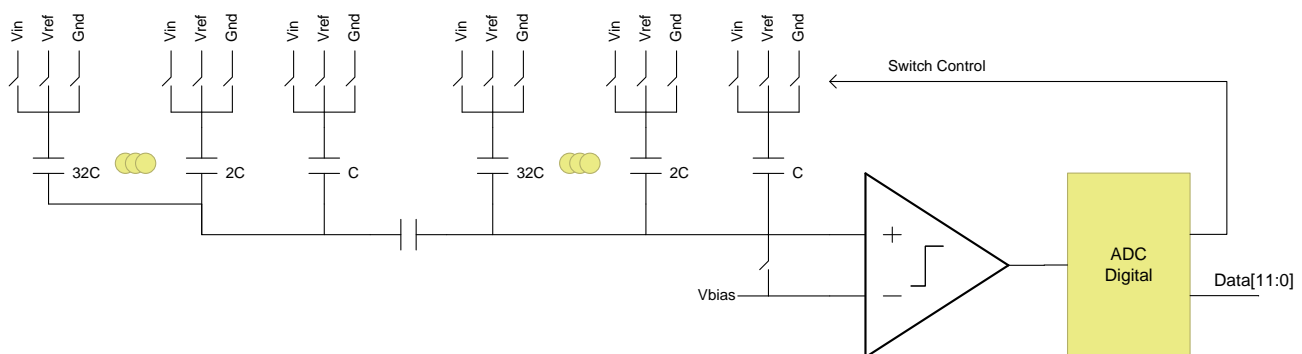 Vin Vref Gnd Vin Vref Gnd Vin Vref Gnd Vin Vref Gnd Vin Vref Gnd Vin Vref Gnd
Switch Control
32C 2C C 32C 2C C
+
ADC
Digital
Data[11:0]
Vbias
−